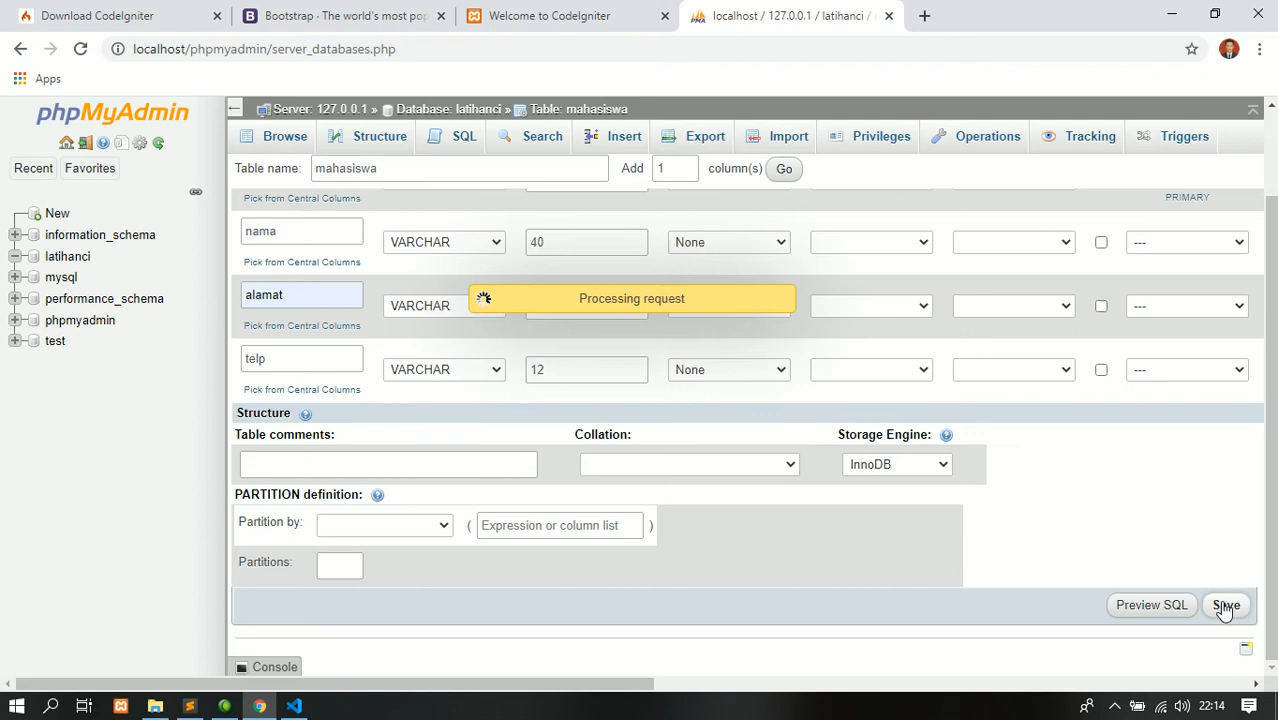 Download CodeIgniter
Bootstrap · The world's most pop
Welcome to CodeIgniter
localhost / 127.0.0.1 / latihanci /
localhost/phpmyadmin/server_databases.php
Apps
phpMyAdmin
Recent
Favorites
New
information_schema
latihanci
mysql
performance_schema
phpmyadmin
test
Server: 127.0.0.1 » Database: latihanci » Table: mahasiswa
Browse
Structure
SQL
Search
Insert
Export
Import
Privileges
Operations
Tracking
Triggers
Table name:
mahasiswa
Add
1
column(s)
Go
Pick from Central Columns
PRIMARY
nama
VARCHAR
40
None
---
Pick from Central Columns
alamat
VARCHAR
Processing request
---
Pick from Central Columns
telp
VARCHAR
12
None
---
Pick from Central Columns
Structure
Table comments:
Collation:
Storage Engine:
InnoDB
PARTITION definition:
Partition by:
(
Expression or column list
)
Partitions:
Preview SQL
Save
Console
22:14